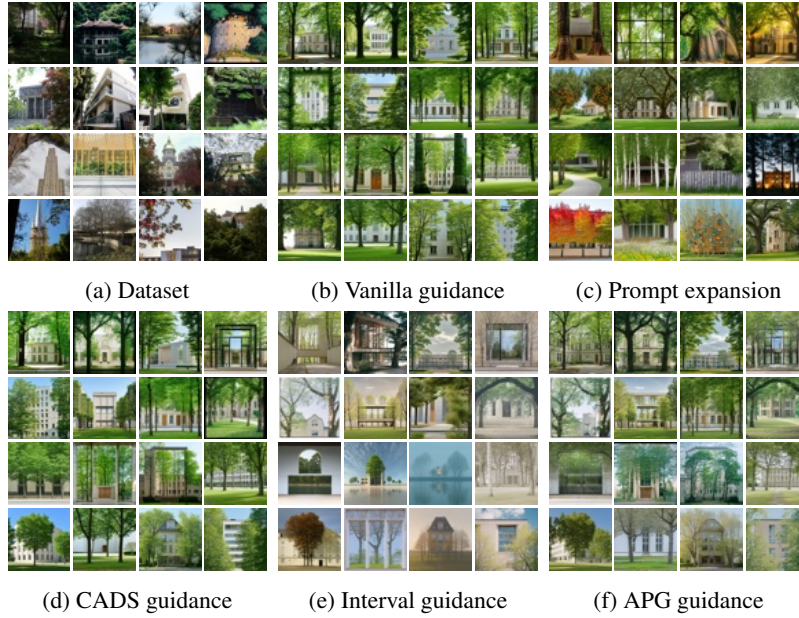 (a) Dataset
(b) Vanilla guidance
(c) Prompt expansion
(d) CADS guidance
(e) Interval guidance
(f) APG guidance